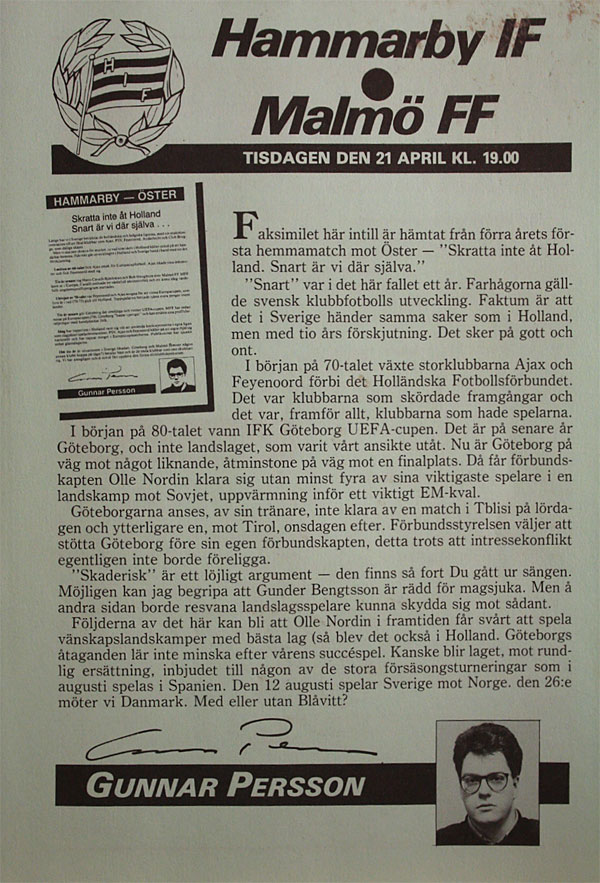 Hammarby IF
Malmö FF
H I F
TISDAGEN DEN 21 APRIL KL. 19.00
HAMMARBY — ÖSTER
Skratta inte åt Holland
Snart är vi där själva . . .
Gunnar Persson
Faksimilet här intill är hämtat från förra årets för-
sta hemmamatch mot Öster — ”Skratta inte åt Hol-
land. Snart är vi där själva.”
”Snart” var i det här fallet ett år. Farhågorna gäll-
de svensk klubbfotbolls utveckling. Faktum är att
det i Sverige händer samma saker som i Holland,
men med tio års förskjutning. Det sker på gott och
ont.
I början på 70-talet växte storklubbarna Ajax och
Feyenoord förbi det Holländska Fotbollsförbundet.
Det var klubbarna som skördade framgångar och
det var, framför allt, klubbarna som hade spelarna.
I början på 80-talet vann IFK Göteborg UEFA-cupen. Det är på senare år
Göteborg, och inte landslaget, som varit vårt ansikte utåt. Nu är Göteborg på
väg mot något liknande, åtminstone på väg mot en finalplats. Då får förbunds-
kapten Olle Nordin klara sig utan minst fyra av sina viktigaste spelare i en
landskamp mot Sovjet, uppvärmning inför ett viktigt EM-kval.
Göteborgarna anses, av sin tränare, inte klara av en match i Tblisi på lörda-
gen och ytterligare en, mot Tirol, onsdagen efter. Förbundsstyrelsen väljer att
stötta Göteborg före sin egen förbundskapten, detta trots att intressekonflikt
egentligen inte borde föreligga.
”Skaderisk” är ett löjligt argument — den finns så fort Du gått ur sängen.
Möjligen kan jag begripa att Gunder Bengtsson är rädd för magsjuka. Men å
andra sidan borde resvana landslagsspelare kunna skydda sig mot sådant.
Följderna av det här kan bli att Olle Nordin i framtiden får svårt att spela
vänskapslandskamper med bästa lag (så blev det också i Holland. Göteborgs
åtaganden lär inte minska efter vårens succéspel. Kanske blir laget, mot rund-
lig ersättning, inbjudet till någon av de stora försäsongsturneringar som i
augusti spelas i Spanien. Den 12 augusti spelar Sverige mot Norge. den 26:e
möter vi Danmark. Med eller utan Blåvitt?
GUNNAR PERSSON